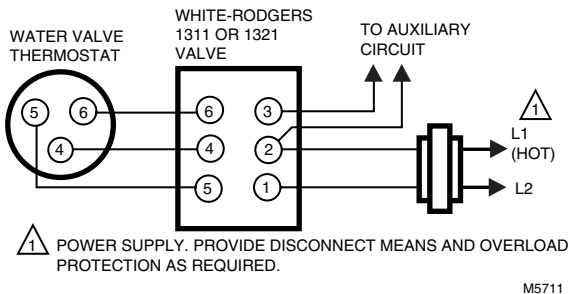 WATER VALVE
THERMOSTAT
WHITE-RODGERS
1311 OR 1321
VALVE
TO AUXILIARY
CIRCUIT
5
6
4
6
4
5
3
2
1
1
L1
(HOT)
L2
1 POWER SUPPLY. PROVIDE DISCONNECT MEANS AND OVERLOAD
PROTECTION AS REQUIRED.
M5711